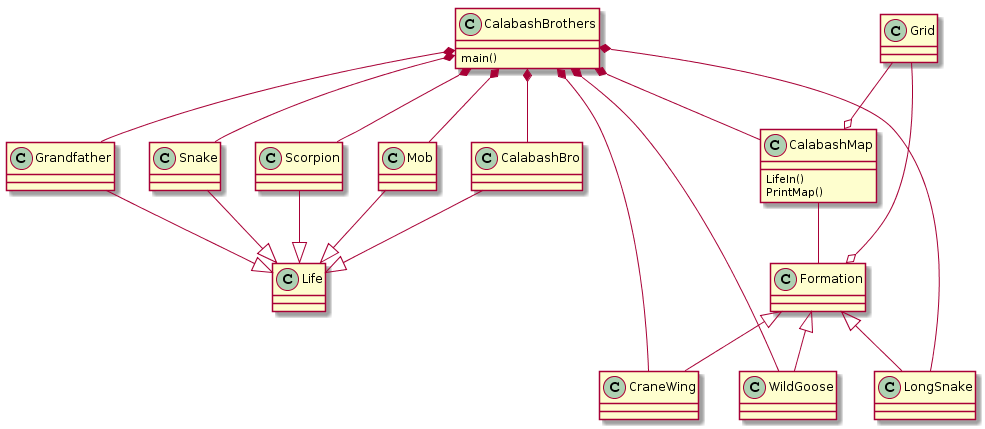 C CalabashBrothers
main()
C Grid
C Grandfather
C Snake
C Scorpion
C Mob
C CalabashBro
C CalabashMap
LifeIn()
PrintMap()
C Life
C Formation
C CraneWing
C WildGoose
C LongSnake